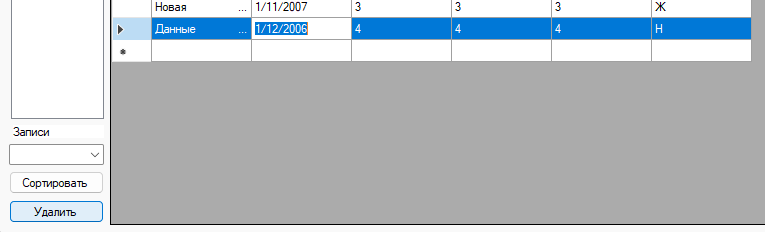 Новая ... 1/11/2007 3 3 3 Ж
Данные ... 1/12/2006 4 4 4 Н
Записи
Сортировать
Удалить